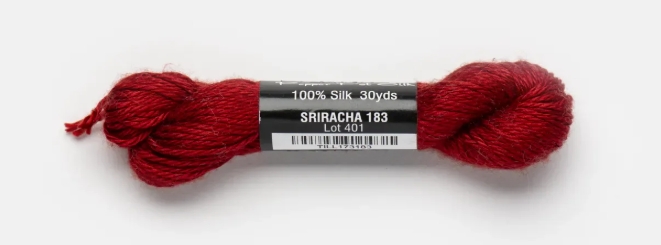 100% Silk 30yds
SRIRACHA 183
Lot 401